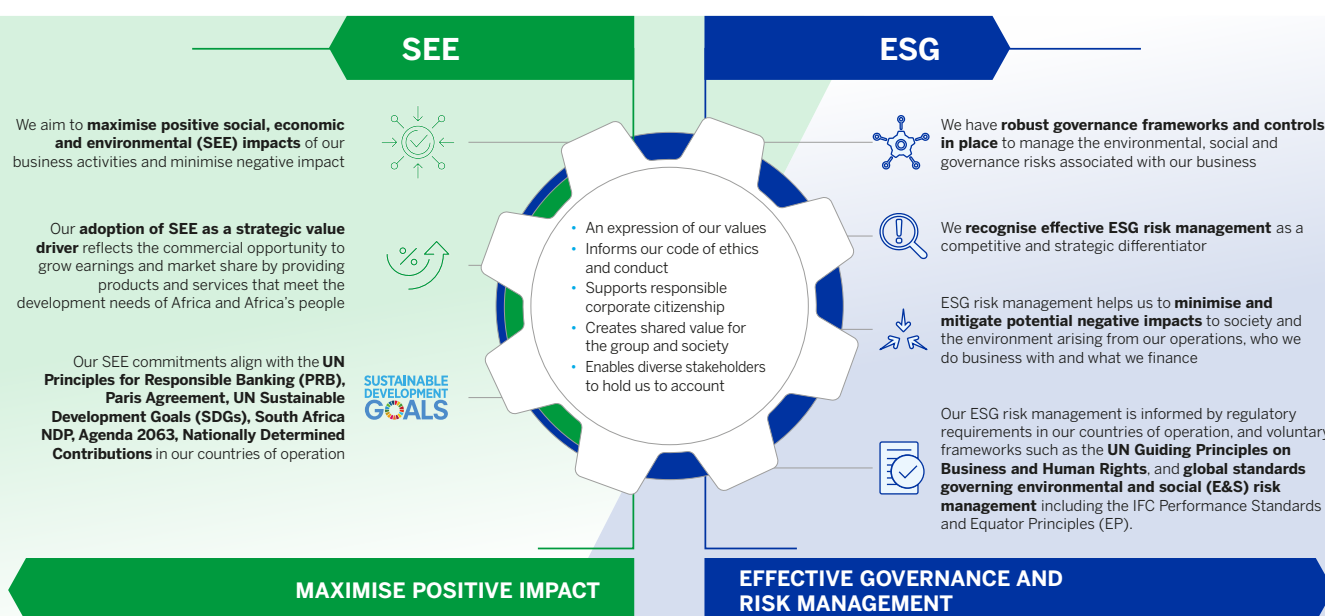 SEE
We aim to maximise positive social, economic
and environmental (SEE) impacts of our
business activities and minimise negative impact
Our adoption of SEE as a strategic value
driver reflects the commercial opportunity to
grow earnings and market share by providing
products and services that meet the
development needs of Africa and Africa's people
Our SEE commitments align with the UN
Principles for Responsible Banking (PRB),
Paris Agreement, UN Sustainable
Development Goals (SDGs), South Africa
NDP, Agenda 2063, Nationally Determined
Contributions in our countries of operation
%
SUSTAINABLE
DEVELOPMENT
GOALS
• An expression of our values
• Informs our code of ethics
and conduct
• Supports responsible
corporate citizenship
• Creates shared value for
the group and society
• Enables diverse stakeholders
to hold us to account
ESG
We have robust governance frameworks and controls
in place to manage the environmental, social and
governance risks associated with our business
We recognise effective ESG risk management as a
competitive and strategic differentiator
ESG risk management helps us to minimise and
mitigate potential negative impacts to society and
the environment arising from our operations, who we
do business with and what we finance
Our ESG risk management is informed by regulatory
requirements in our countries of operation, and voluntary
frameworks such as the UN Guiding Principles on
Business and Human Rights, and global standards
governing environmental and social (E&S) risk
management including the IFC Performance Standards
and Equator Principles (EP).
MAXIMISE POSITIVE IMPACT
EFFECTIVE GOVERNANCE AND
RISK MANAGEMENT